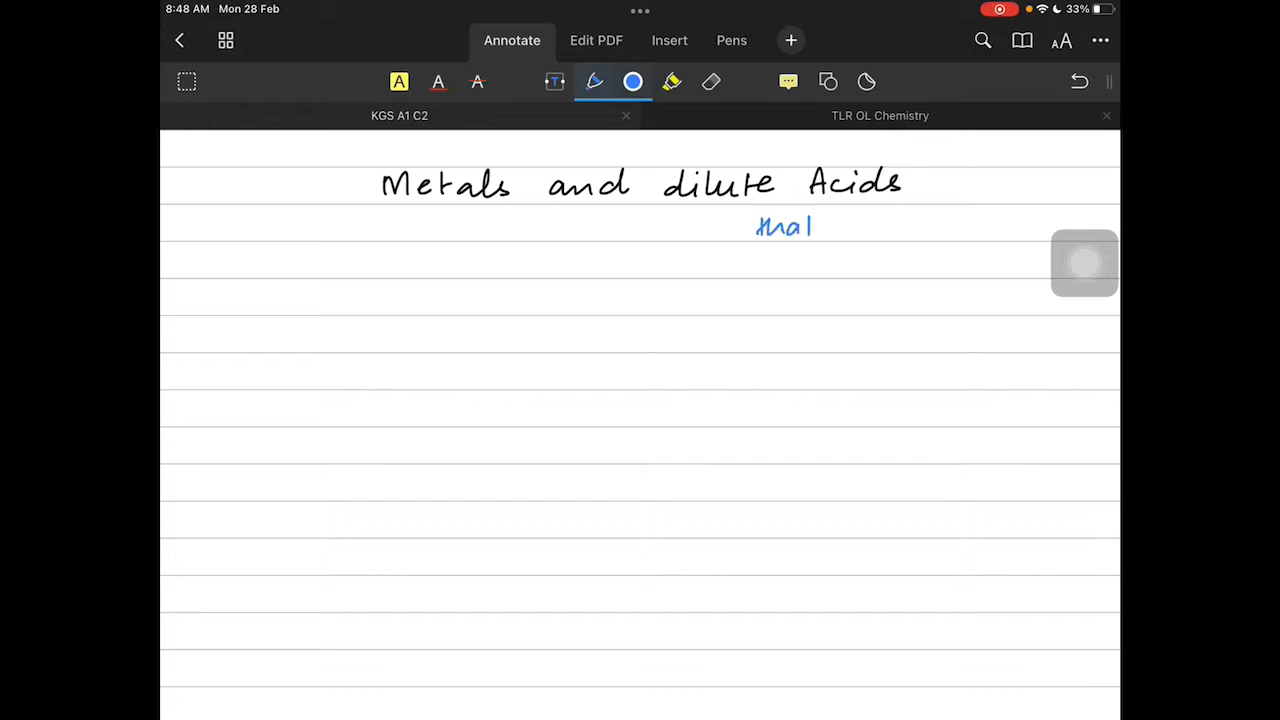 8:48 AM Mon 28 Feb
33%
Annotate Edit PDF Insert Pens
KGS A1 C2
TLR OL Chemistry
Metals and dilute Acids